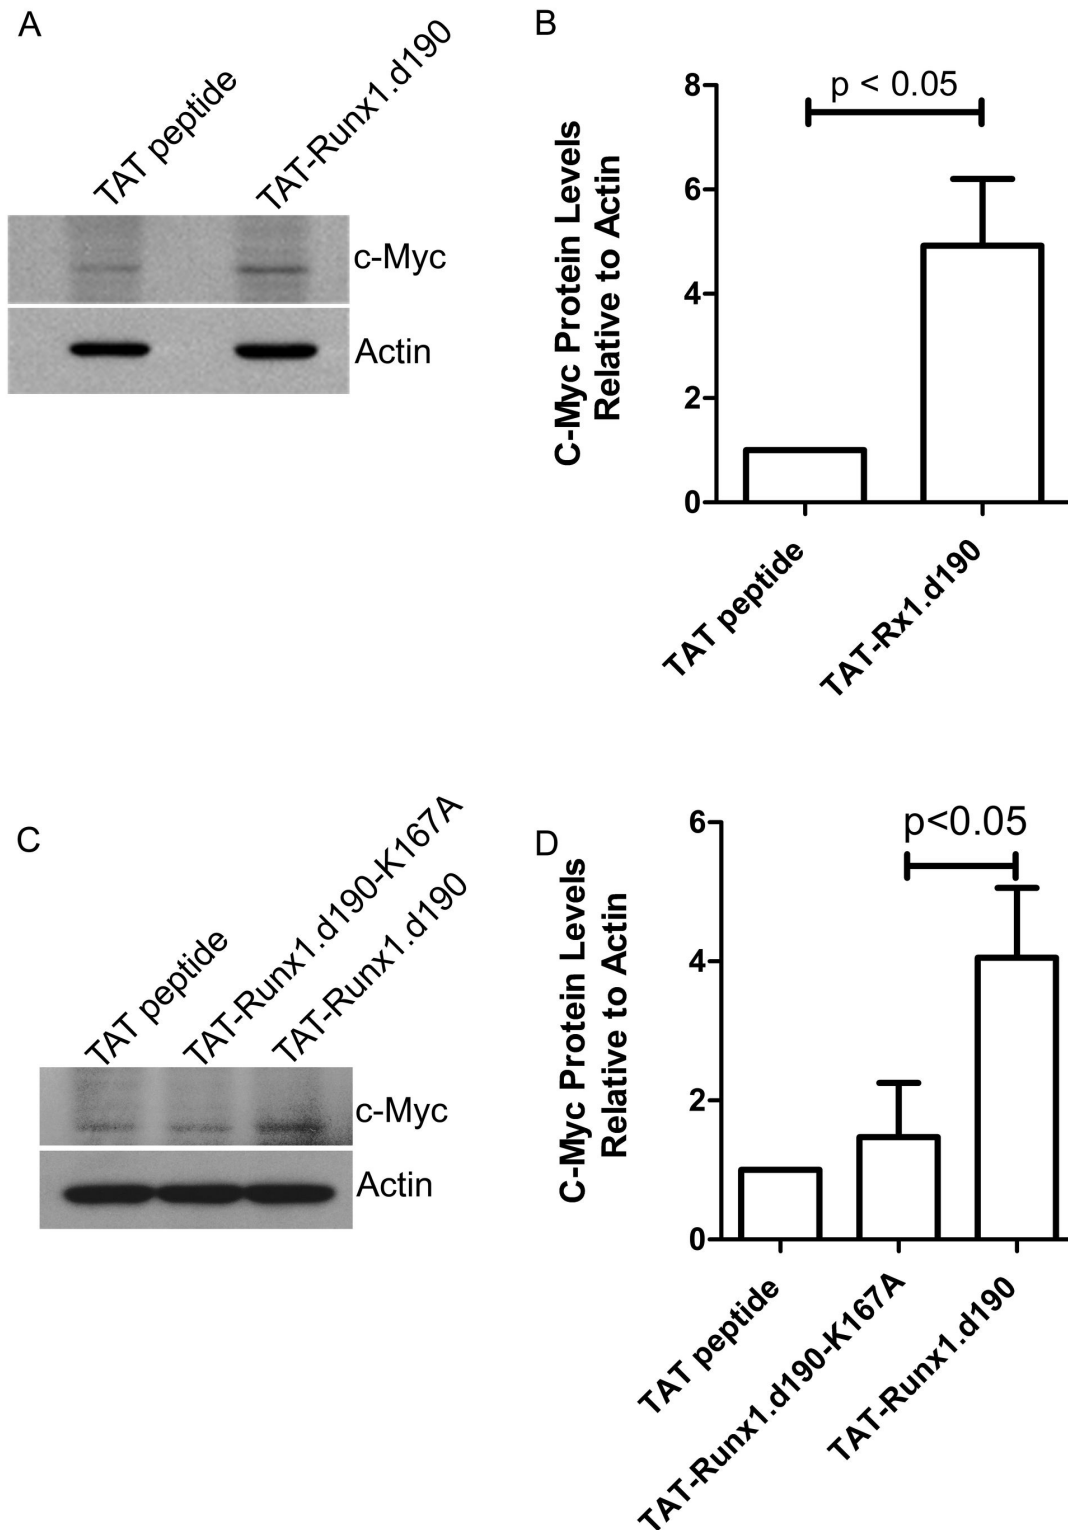 A
TAT peptide
TAT-Runx1.d190
c-Myc
Actin
B
p < 0.05
C-Myc Protein Levels
Relative to Actin
8
6
4
2
0
TAT peptide
TAT-Rx1.d190
C
TAT peptide
TAT-Runx1.d190-K167A
TAT-Runx1.d190
c-Myc
Actin
D
p<0.05
C-Myc Protein Levels
Relative to Actin
6
4
2
0
TAT peptide
TAT-Runx1.d190-K167A
TAT-Runx1.d190